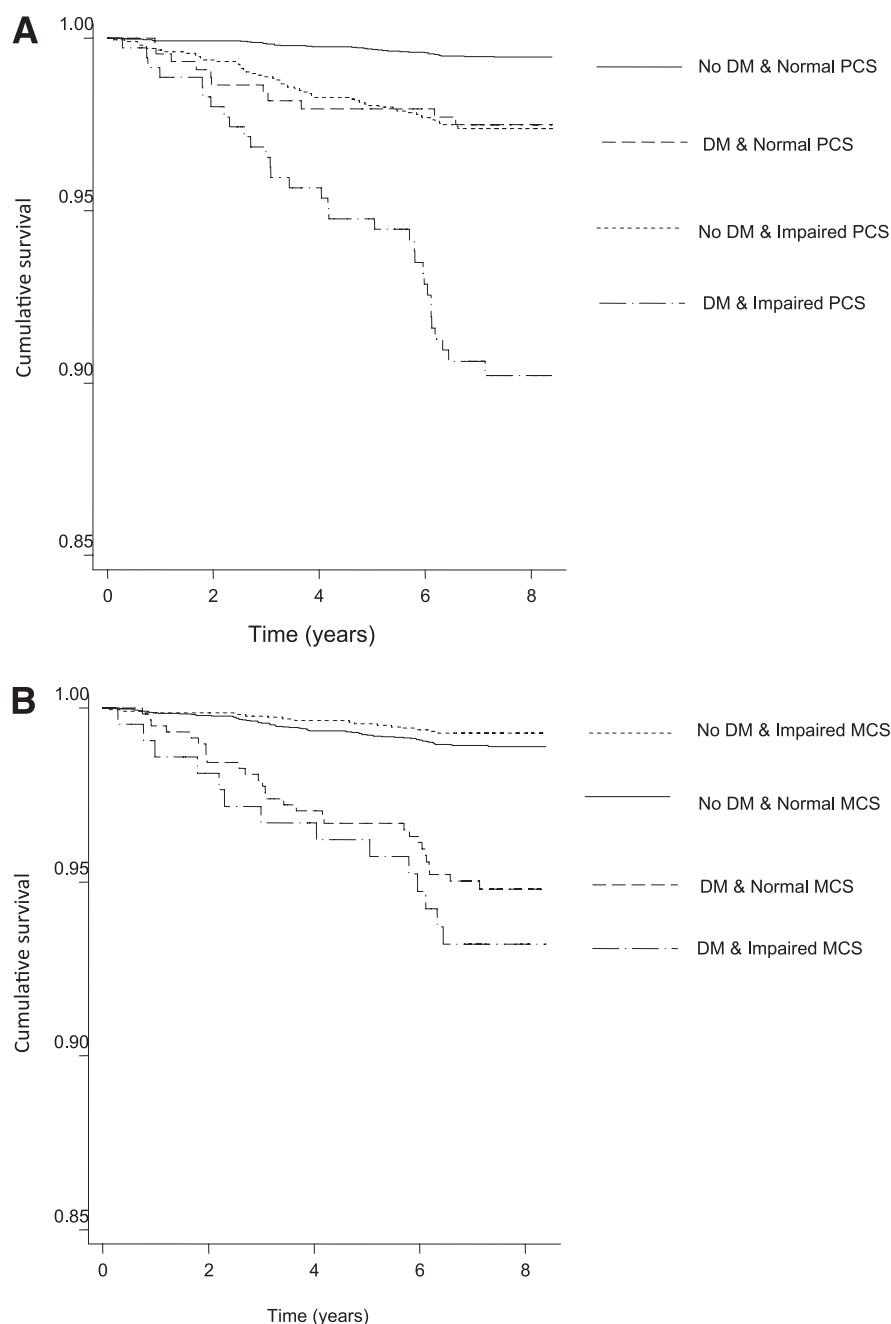 A
1.00
0.95
0.90
0.85
Cumulative survival
0 2 4 6 8
Time (years)
No DM & Normal PCS
DM & Normal PCS
No DM & Impaired PCS
DM & Impaired PCS
B
1.00
0.95
0.90
0.85
Cumulative survival
0 2 4 6 8
Time (years)
No DM & Impaired MCS
No DM & Normal MCS
DM & Normal MCS
DM & Impaired MCS